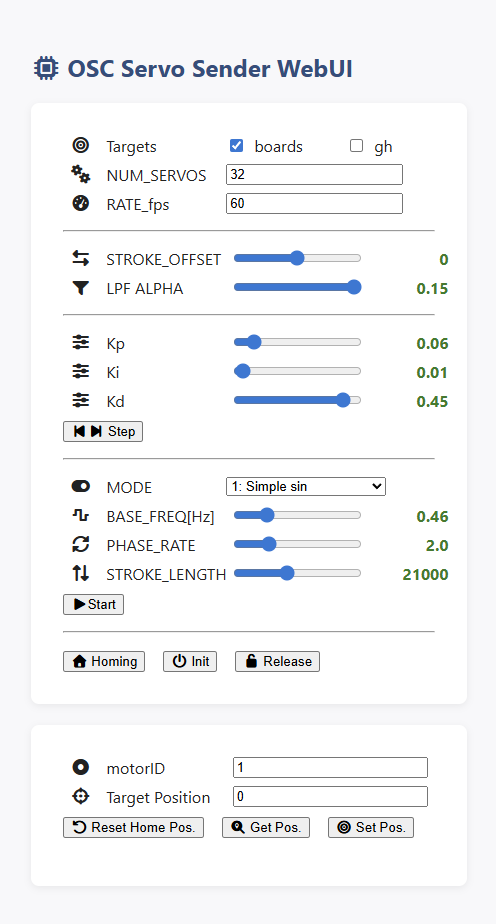 OSC Servo Sender WebUI
Targets boards gh
NUM_SERVOS 32
RATE_fps 60
STROKE_OFFSET 0
LPF ALPHA 0.15
Kp 0.06
Ki 0.01
Kd 0.45
Step
MODE 1: Simple sin
BASE_FREQ[Hz] 0.46
PHASE_RATE 2.0
STROKE_LENGTH 21000
Start
Homing Init Release
motorID 1
Target Position 0
Reset Home Pos. Get Pos. Set Pos.